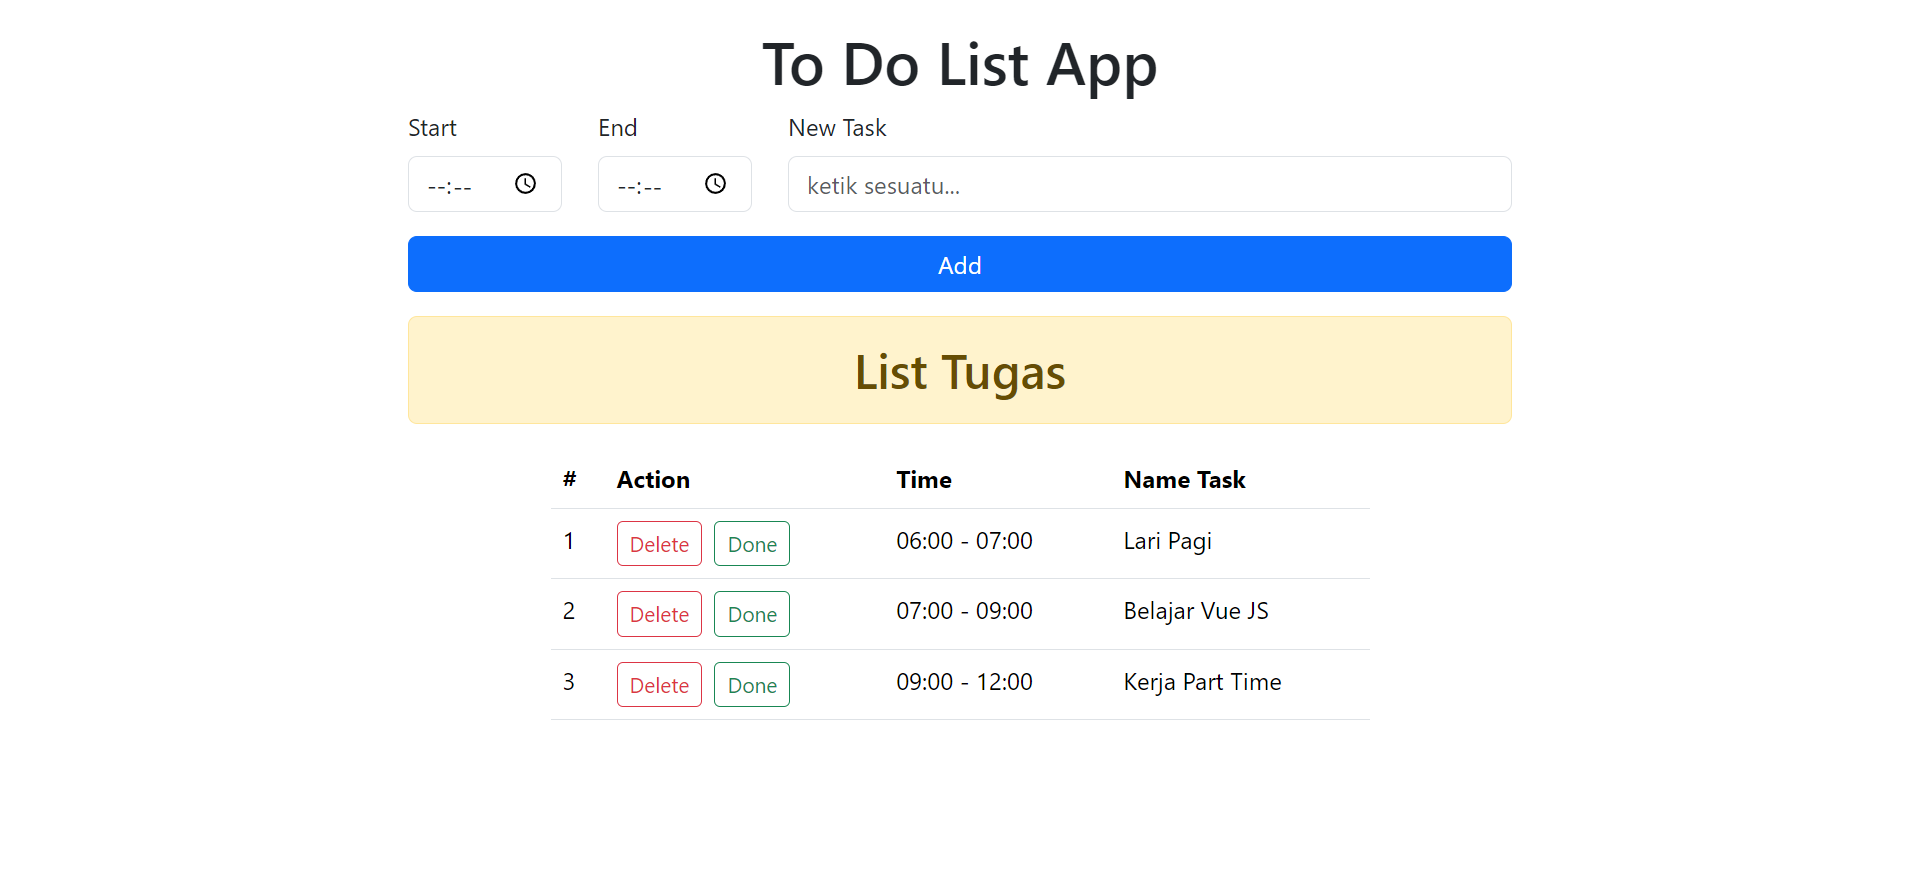 To Do List App
Start End New Task
--:-- --:-- ketik sesuatu...
Add
List Tugas
# Action Time Name Task
1 Delete Done 06:00 - 07:00 Lari Pagi
2 Delete Done 07:00 - 09:00 Belajar Vue JS
3 Delete Done 09:00 - 12:00 Kerja Part Time